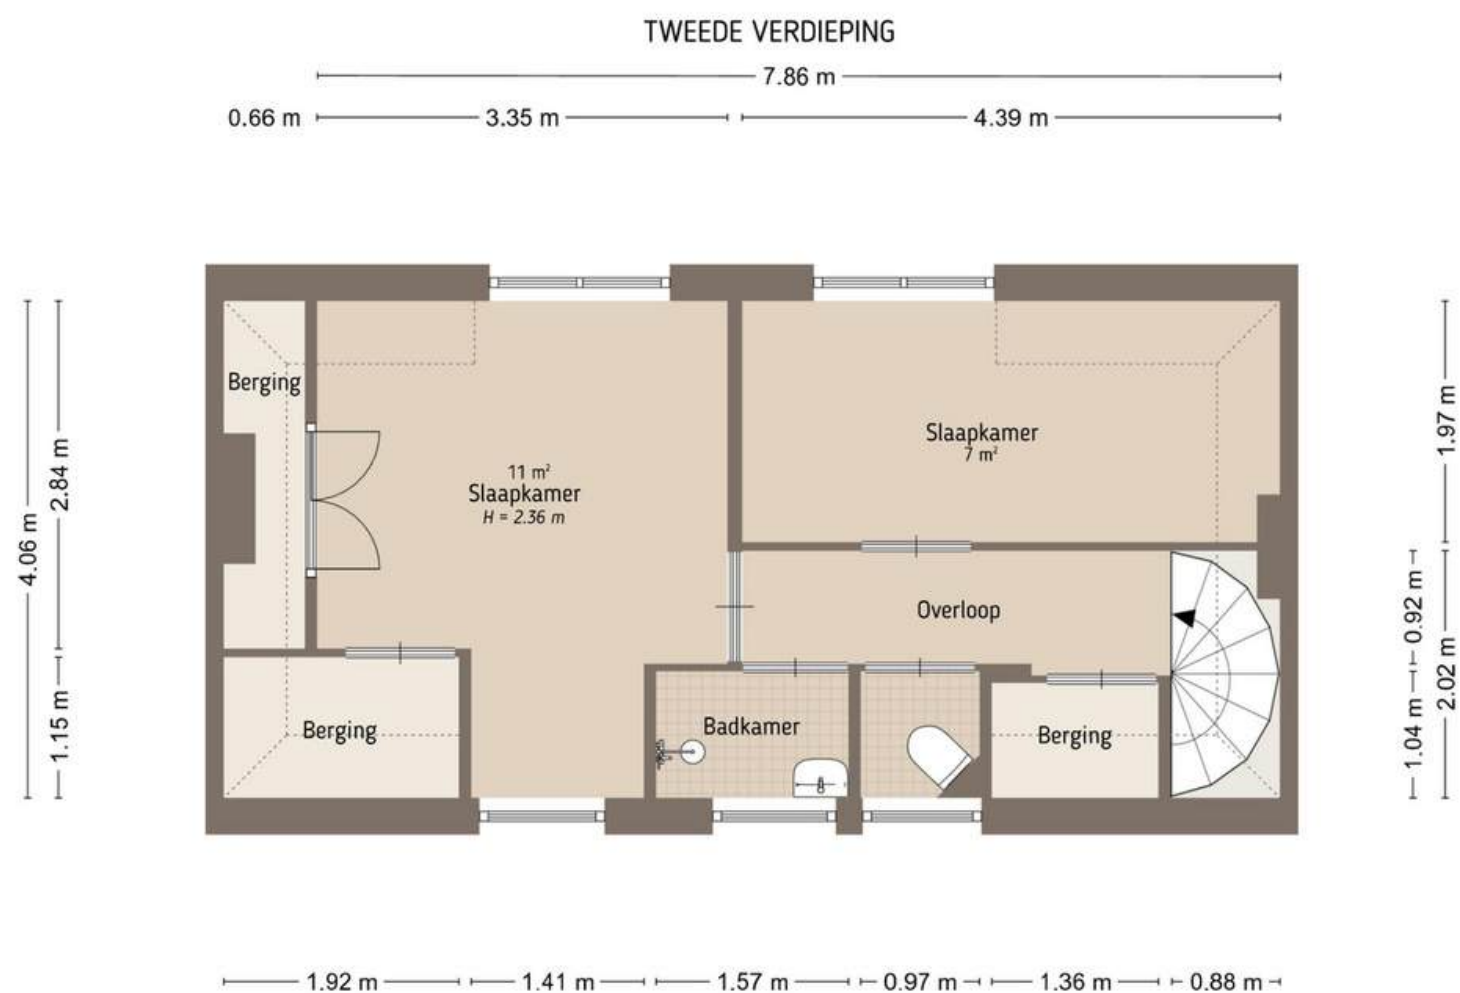 TWEEDE VERDIEPING
7.86 m
0.66 m
3.35 m
4.39 m
Berging
11 m²
Slaapkamer
H = 2.36 m
Slaapkamer
7 m²
Overloop
Berging
Badkamer
Berging
4.06 m
2.84 m
1.15 m
1.97 m
0.92 m
2.02 m
1.04 m
1.92 m
1.41 m
1.57 m
0.97 m
1.36 m
0.88 m